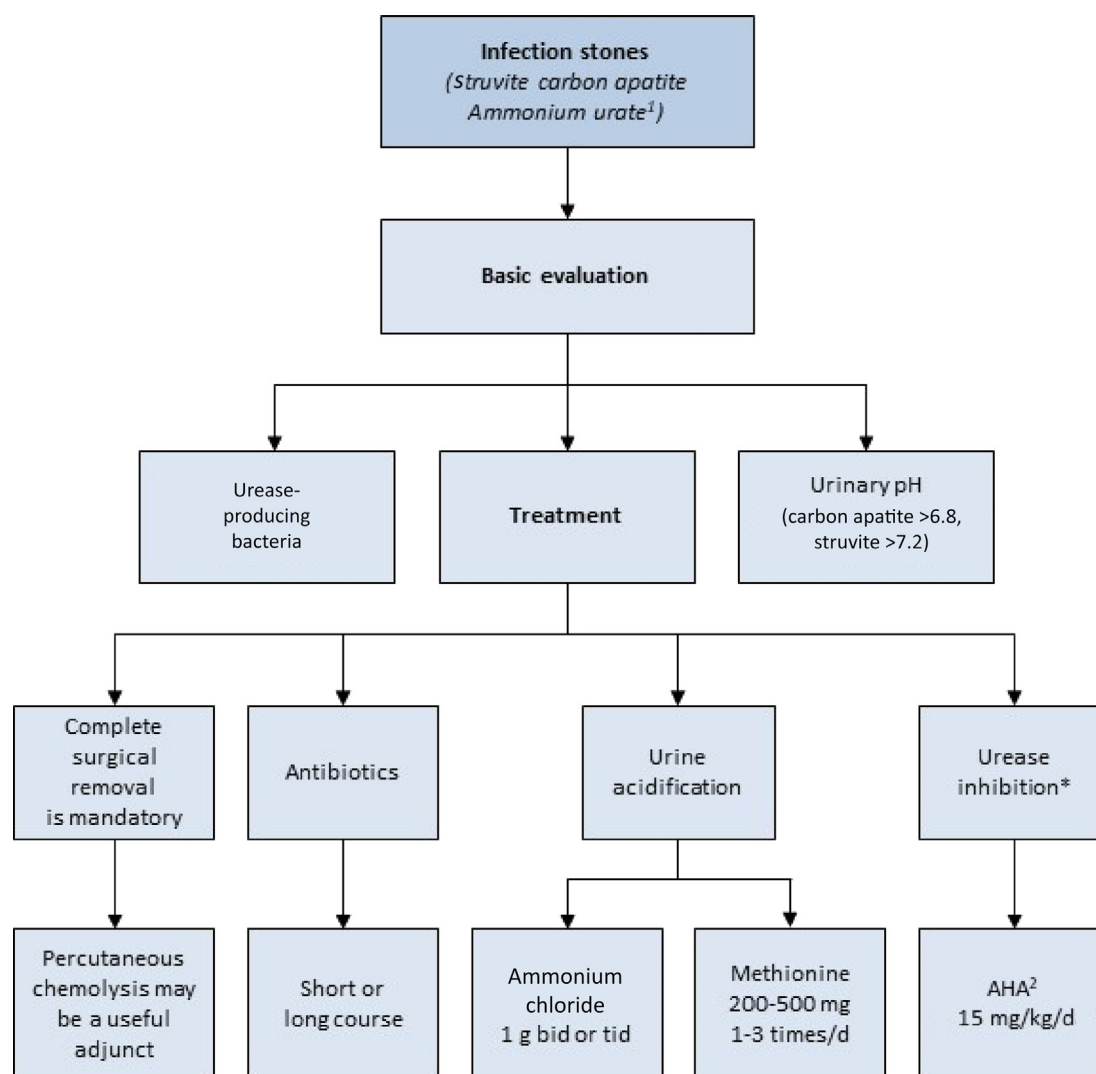 Infection stones
(Struvite carbon apatite
Ammonium urate¹)
Basic evaluation
Urease-
producing
bacteria
Treatment
Urinary pH
(carbon apatite >6.8,
struvite >7.2)
Complete
surgical
removal
is mandatory
Antibiotics
Urine
acidification
Urease
inhibition*
Percutaneous
chemolysis may
be a useful
adjunct
Short or
long course
Ammonium
chloride
1 g bid or tid
Methionine
200-500 mg
1-3 times/d
AHA²
15 mg/kg/d